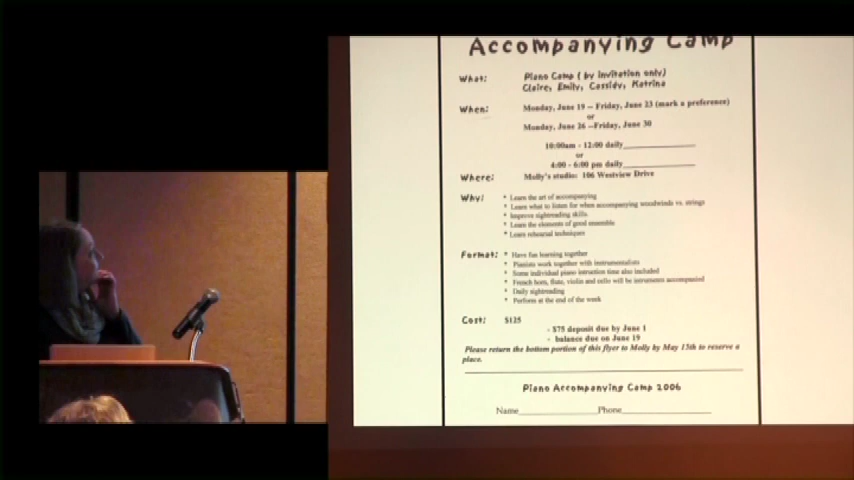 Accompanying Camp
What: Piano Camp ( by invitation only)
Claire, Emily, Cassidy, Katrina
When: Monday, June 19 -- Friday, June 23 (mark a preference)
or
Monday, June 26 --Friday, June 30
10:00am - 12:00 daily
or
4:00 - 6:00 pm daily
Where: Molly's studio: 106 Westview Drive
Why: * Learn the art of accompanying
* Learn what to listen for when accompanying woodwinds vs. strings
* Improve sightreading skills
* Learn the elements of good ensemble
* Learn rehearsal techniques
Format: * Have fun learning together
* Pianists work together with instrumentalists
* Some individual piano intruction time also included
* French horn, flute, violin and cello will be intruments accompanied
* Daily sightreading
* Perform at the end of the week
Cost: $125
- $75 deposit due by June 1
- balance due on June 19
Please return the bottom portion of this flyer to Molly by May 15th to reserve a
place.
Piano Accompanying Camp 2006
Name Phone